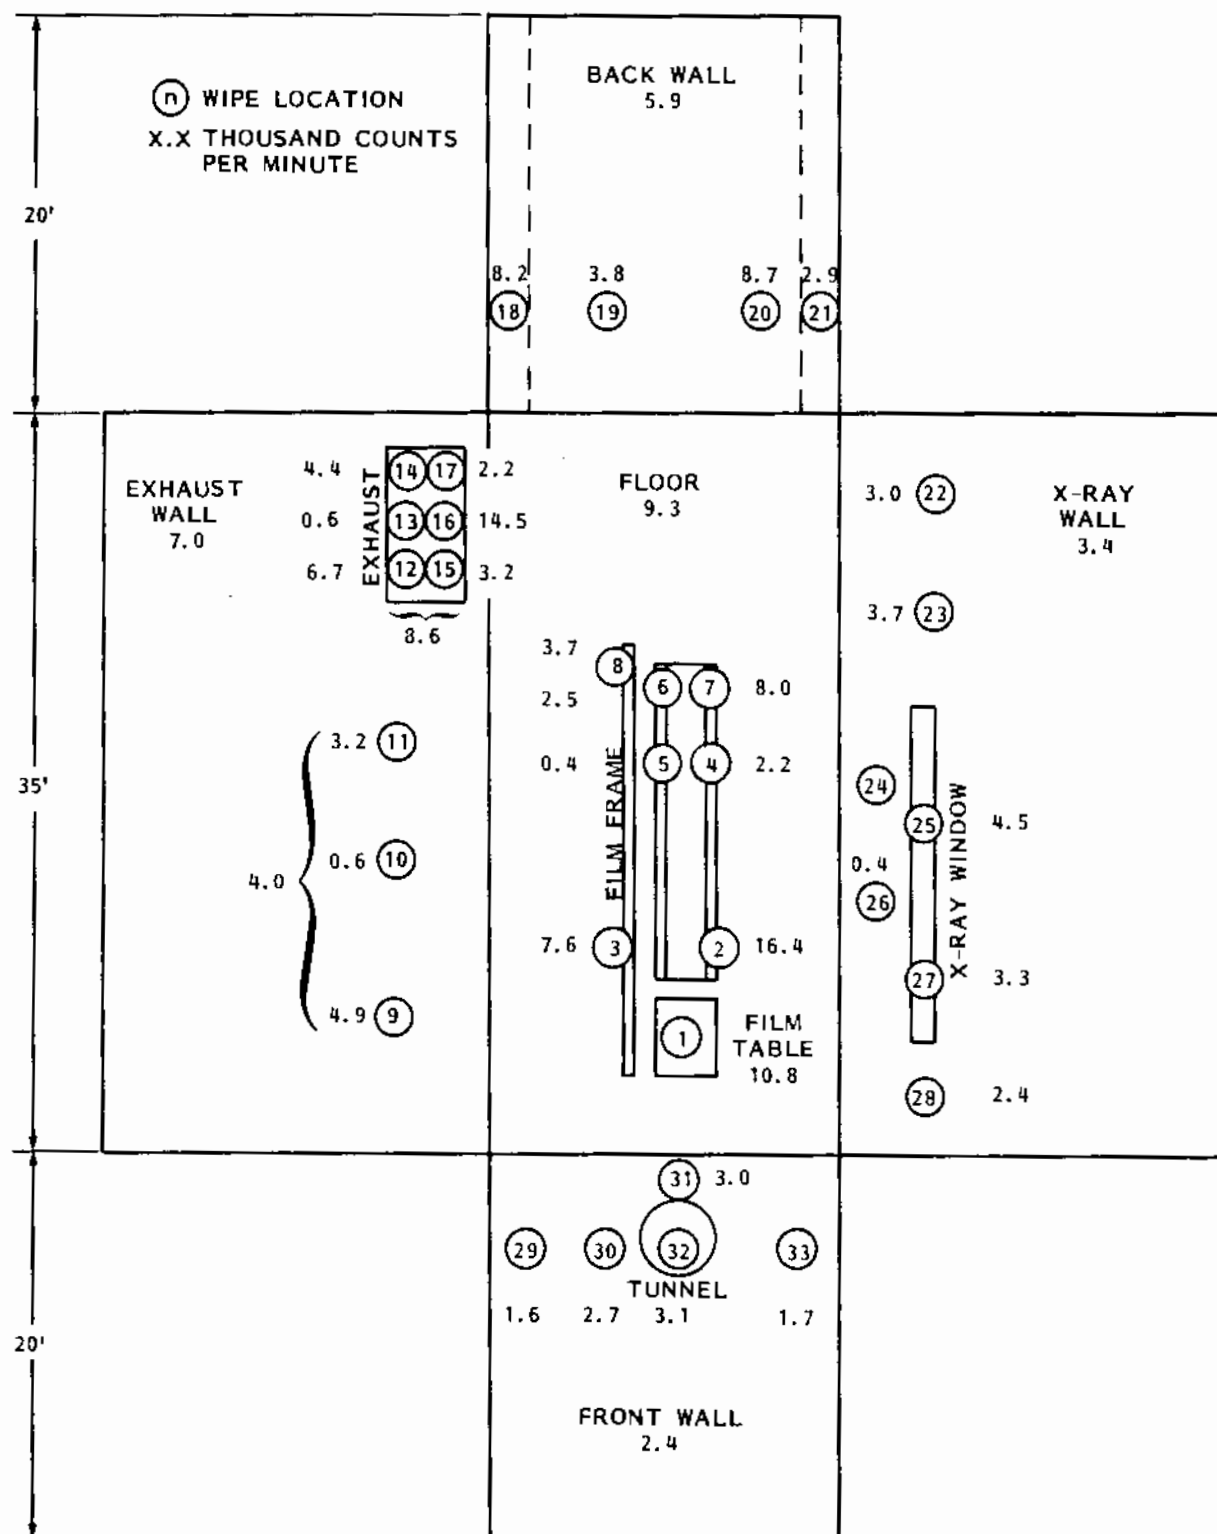 BACK WALL
5.9
n WIPE LOCATION
X.X THOUSAND COUNTS
PER MINUTE
20'
8.2 3.8 8.7 2.9
18 19 20 21
EXHAUST
WALL
7.0
4.4 14 17 2.2
0.6 13 16 14.5
6.7 12 15 3.2
EXHAUST
8.6
FLOOR
9.3
3.0 22
X-RAY
WALL
3.4
3.7 23
35'
3.7 8
2.5 6 7 8.0
0.4 5 4 2.2
FILM FRAME
7.6 3 2 16.4
1
FILM
TABLE
10.8
3.2 11
0.6 10
4.0
4.9 9
24
25 4.5
0.4
26
X-RAY WINDOW
27 3.3
28 2.4
31 3.0
29 30 32 33
TUNNEL
1.6 2.7 3.1 1.7
20'
FRONT WALL
2.4